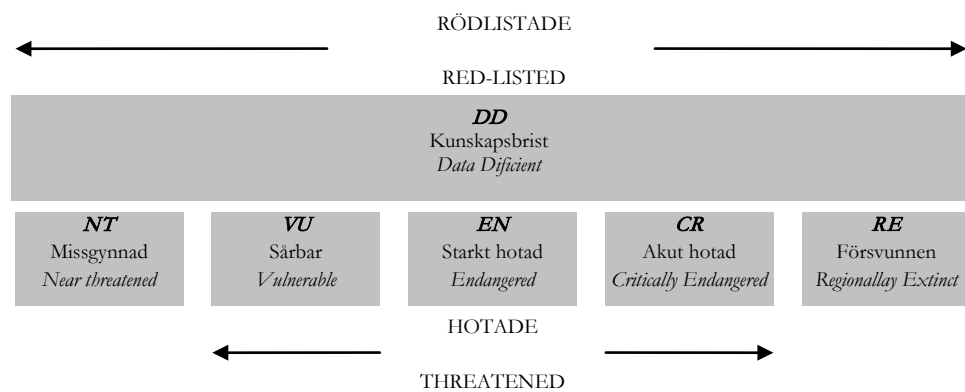 RÖDLISTADE
RED-LISTED
DD
Kunskapsbrist
Data Dificient
NT
Missgynnad
Near threatened
VU
Sårbar
Vulnerable
EN
Starkt hotad
Endangered
CR
Akut hotad
Critically Endangered
RE
Försvunnen
Regionallay Extinct
HOTADE
THREATENED